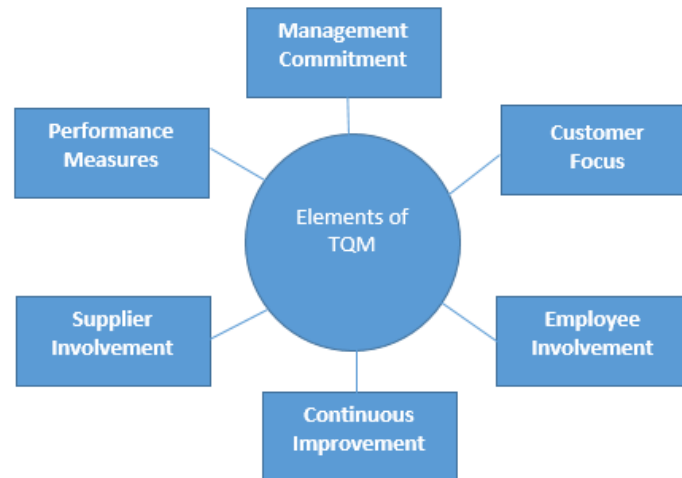 Management
Commitment
Performance
Measures
Customer
Focus
Elements of
TQM
Supplier
Involvement
Employee
Involvement
Continuous
Improvement